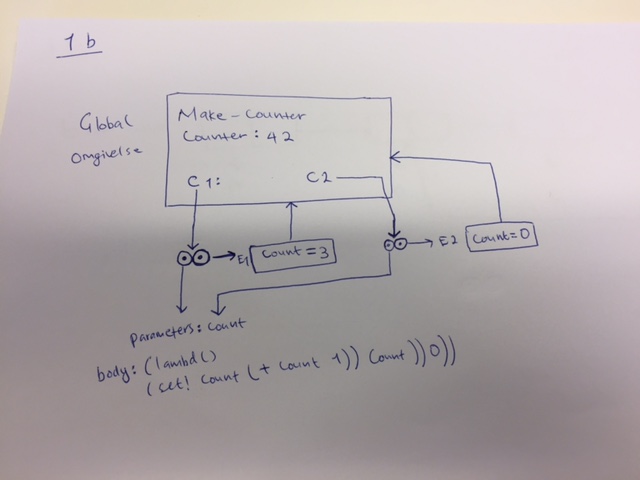 1 b
Global
omgivelse
Make-Counter
Counter: 42
C1:
C2
E1
count=3
E2
count=0
parameters: count
body: (lambd()
(set! count (+ count 1)) count))0))